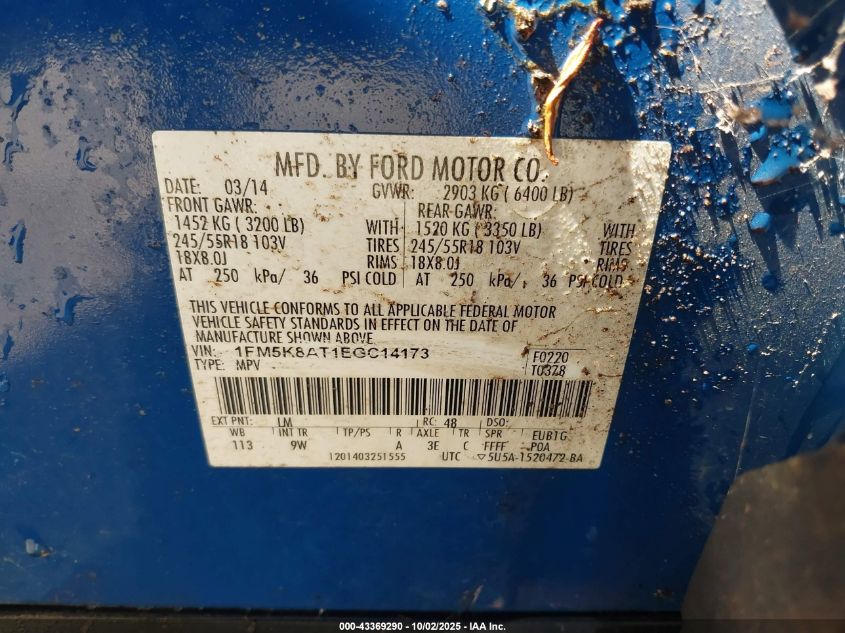 MFD. BY FORD MOTOR CO.
DATE: 03/14 GVWR: 2903 KG ( 6400 LB)
FRONT GAWR: REAR GAWR:
1452 KG ( 3200 LB) WITH 1520 KG ( 3350 LB) WITH
245/55R18 103V TIRES 245/55R18 103V TIRES
18X8.0J RIMS 18X8.0J RIMS
AT 250 kPa/ 36 PSI COLD AT 250 kPa/ 36 PSI COLD
THIS VEHICLE CONFORMS TO ALL APPLICABLE FEDERAL MOTOR
VEHICLE SAFETY STANDARDS IN EFFECT ON THE DATE OF
MANUFACTURE SHOWN ABOVE.
VIN: 1FM5K8AT1EGC14173 F0220
TYPE: MPV T0378
EXT PNT: LM RC: 48 DSO:
WB INT TR TP/PS R AXLE TR SPR EUB1G
113 9W A 3E C FFFF POA
1201403251555 UTC ▽5U5A-1520472-BA
000-43369290 - 10/02/2025 - IAA Inc.